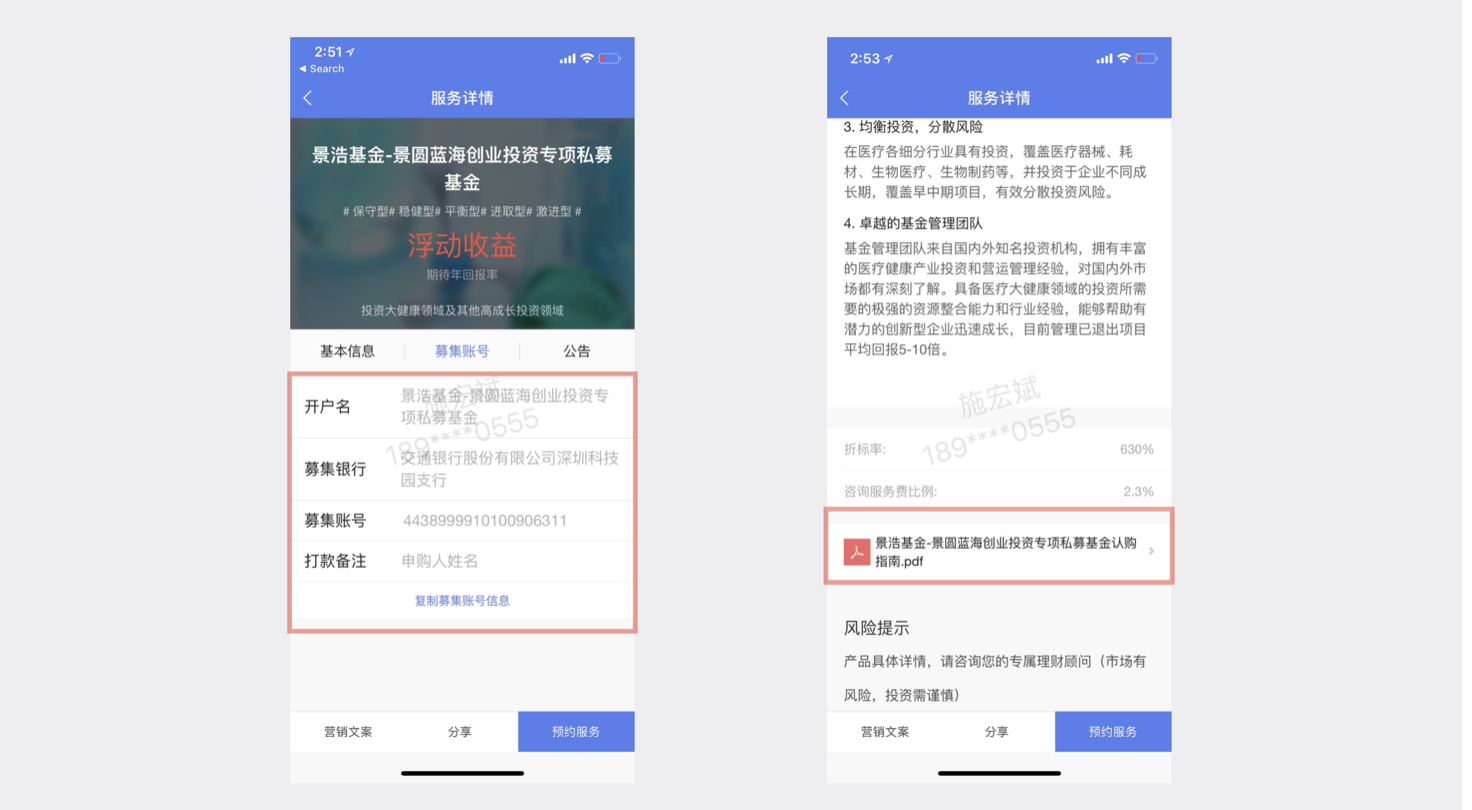 2:51
◀ Search
服务详情
景浩基金-景圆蓝海创业投资专项私募
基金
# 保守型# 稳健型# 平衡型# 进取型# 激进型 #
浮动收益
期待年回报率
投资大健康领域及其他高成长投资领域
基本信息
募集账号
公告
开户名
景浩基金-景圆蓝海创业投资专
项私募基金
施宏斌
189****0555
募集银行
交通银行股份有限公司深圳科技
园支行
募集账号
4438999910100906311
打款备注
申购人姓名
复制募集账号信息
营销文案
分享
预约服务
2:53
服务详情
3. 均衡投资，分散风险
在医疗各细分行业具有投资，覆盖医疗器械、耗
材、生物医疗、生物制药等，并投资于企业不同成
长期，覆盖早中期项目，有效分散投资风险。
4. 卓越的基金管理团队
基金管理团队来自国内外知名投资机构，拥有丰富
的医疗健康产业投资和营运管理经验，对国内外市
场都有深刻了解。具备医疗大健康领域的投资所需
要的极强的资源整合能力和行业经验，能够帮助有
潜力的创新型企业迅速成长，目前管理已退出项目
平均回报5-10倍。
施宏斌
189****0555
折标率:
630%
咨询服务费比例:
2.3%
景浩基金-景圆蓝海创业投资专项私募基金认购
指南.pdf
风险提示
产品具体详情，请咨询您的专属理财顾问（市场有
风险，投资需谨慎）
营销文案
分享
预约服务